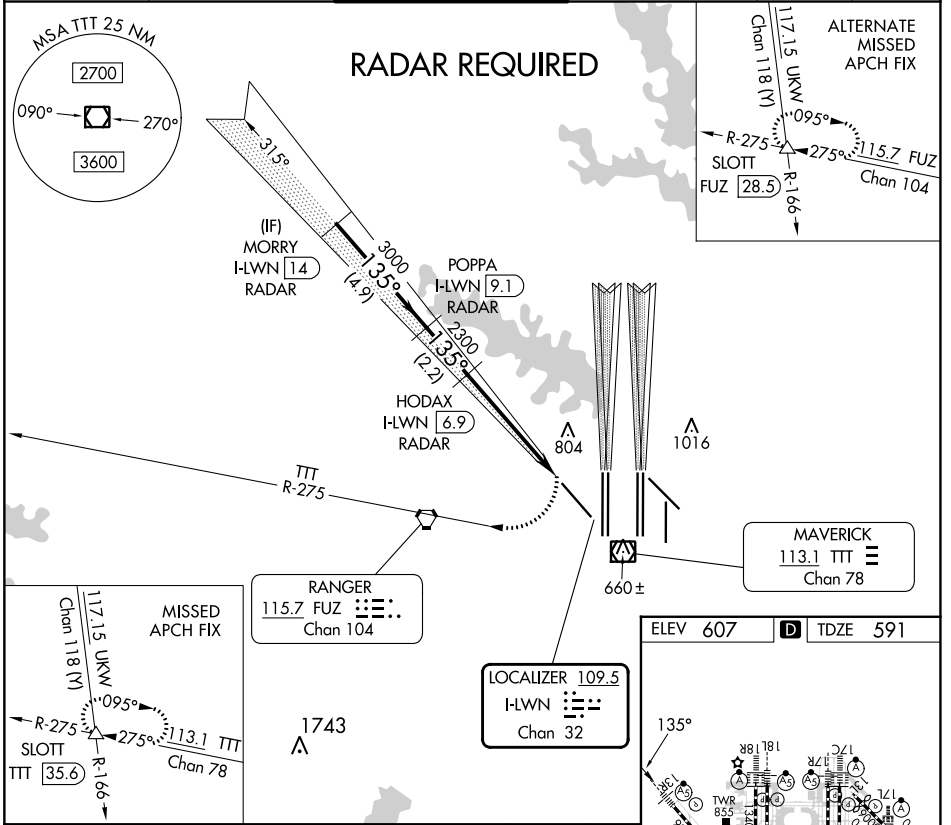 MSA TTT 25 NM
2700
090°
270°
3600
RADAR REQUIRED
ALTERNATE
MISSED
APCH FIX
117.15 UKW
Chan 118 (Y)
095°
R-275
275°
115.7 FUZ
Chan 104
SLOTT
FUZ 28.5
R-166
315°
(IF)
MORRY
I-LWN 14
RADAR
3000
135°
(4.9)
POPPA
I-LWN 9.1
RADAR
2300
135°
(2.2)
HODAX
I-LWN 6.9
RADAR
804
1016
TTT
R-275
RANGER
115.7 FUZ
Chan 104
MAVERICK
113.1 TTT
Chan 78
660±
LOCALIZER 109.5
I-LWN
Chan 32
MISSED
APCH FIX
117.15 UKW
Chan 118 (Y)
095°
R-275
275°
113.1 TTT
Chan 78
SLOTT
TTT 35.6
R-166
1743
ELEV 607
D
TDZE 591
135°
18R
18L
17R
17C
17L
13R
A
A5
A5
A
A5
A
P
P
P
P
TWR
855